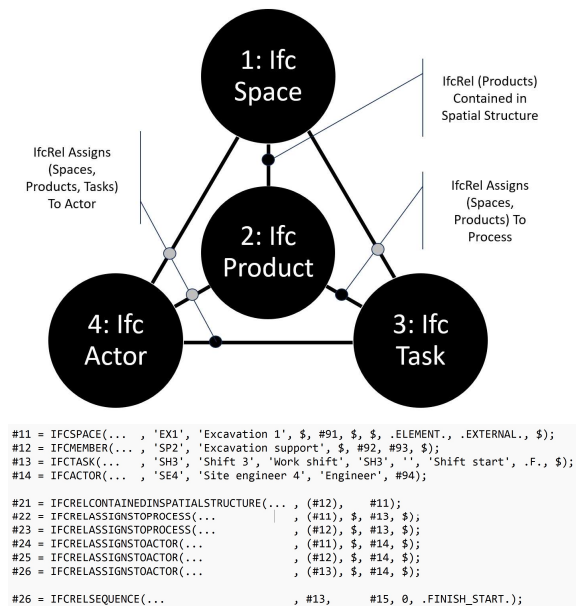 1: Ifc
Space
IfcRel (Products)
Contained in
Spatial Structure
IfcRel Assigns
(Spaces,
Products, Tasks)
To Actor
IfcRel Assigns
(Spaces,
Products) To
Process
2: Ifc
Product
4: Ifc
Actor
3: Ifc
Task
#11 = IFCSPACE(... , 'EX1', 'Excavation 1', $, #91, $, $, .ELEMENT., .EXTERNAL., $);
#12 = IFCMEMBER(... , 'SP2', 'Excavation support', $, #92, #93, $);
#13 = IFCTASK(... , 'SH3', 'Shift 3', 'Work shift', 'SH3', '', 'Shift start', .F., $);
#14 = IFCACTOR(... , 'SE4', 'Site engineer 4', 'Engineer', #94);
#21 = IFCRELCONTAINEDINSPATIALSTRUCTURE(... , (#12), #11);
#22 = IFCRELASSIGNSTOPROCESS(... , (#11), $, #13, $);
#23 = IFCRELASSIGNSTOPROCESS(... , (#12), $, #13, $);
#24 = IFCRELASSIGNSTOACTOR(... , (#11), $, #14, $);
#25 = IFCRELASSIGNSTOACTOR(... , (#12), $, #14, $);
#26 = IFCRELASSIGNSTOACTOR(... , (#13), $, #14, $);
#26 = IFCRELSEQUENCE(... , #13, #15, 0, .FINISH_START.);